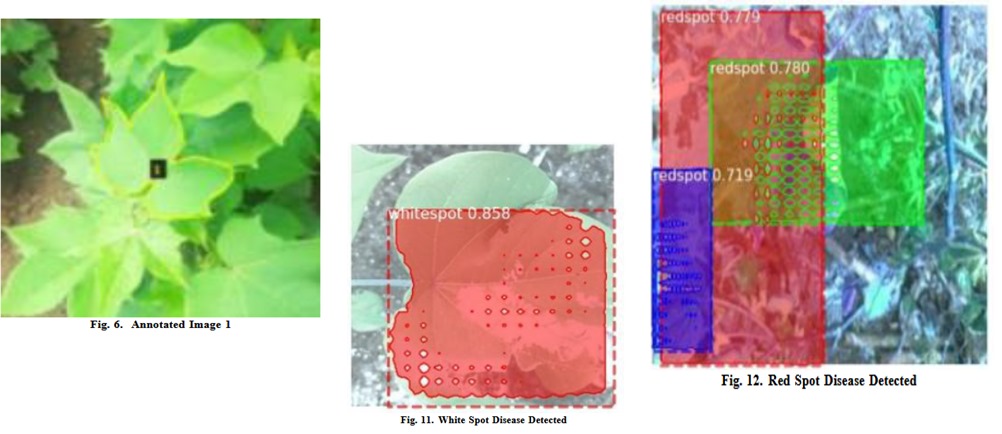 Fig. 6. Annotated Image 1
whitespot 0.858
Fig. 11. White Spot Disease Detected
redspot 0.779
redspot 0.780
redspot 0.719
Fig. 12. Red Spot Disease Detected